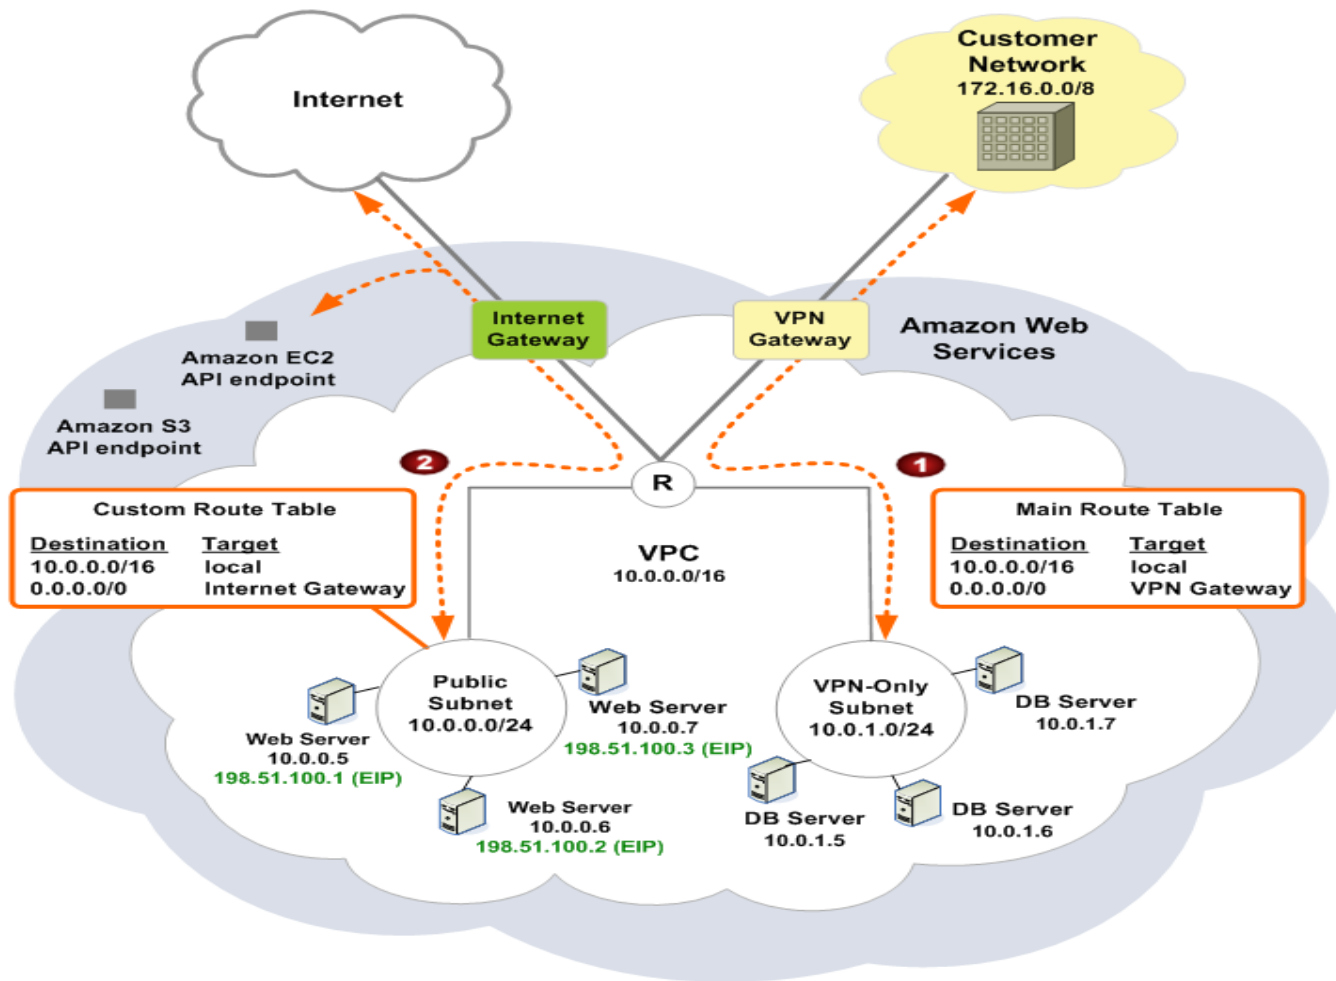 Internet
Customer
Network
172.16.0.0/8
Internet
Gateway
VPN
Gateway
Amazon Web
Services
Amazon EC2
API endpoint
Amazon S3
API endpoint
2
1
R
Custom Route Table
Destination Target
10.0.0.0/16 local
0.0.0.0/0 Internet Gateway
Main Route Table
Destination Target
10.0.0.0/16 local
0.0.0.0/0 VPN Gateway
VPC
10.0.0.0/16
Public
Subnet
10.0.0.0/24
VPN-Only
Subnet
10.0.1.0/24
Web Server
10.0.0.5
198.51.100.1 (EIP)
Web Server
10.0.0.7
198.51.100.3 (EIP)
Web Server
10.0.0.6
198.51.100.2 (EIP)
DB Server
10.0.1.7
DB Server
10.0.1.5
DB Server
10.0.1.6